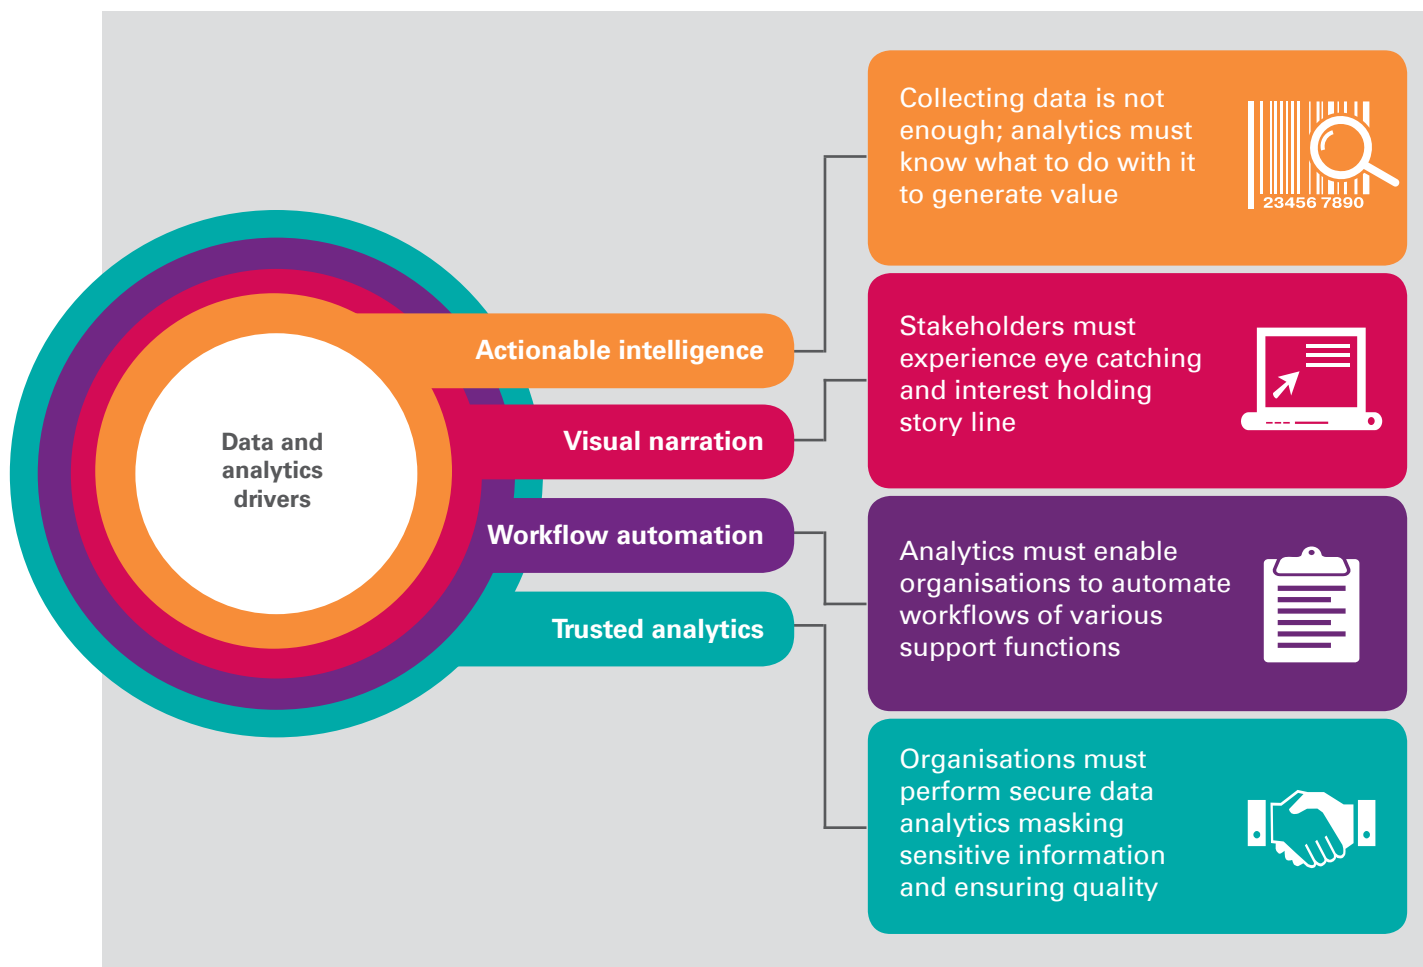 Data and
analytics
drivers
Actionable intelligence
Visual narration
Workflow automation
Trusted analytics
Collecting data is not
enough; analytics must
know what to do with it
to generate value
23456 7890
Stakeholders must
experience eye catching
and interest holding
story line
Analytics must enable
organisations to automate
workflows of various
support functions
Organisations must
perform secure data
analytics masking
sensitive information
and ensuring quality